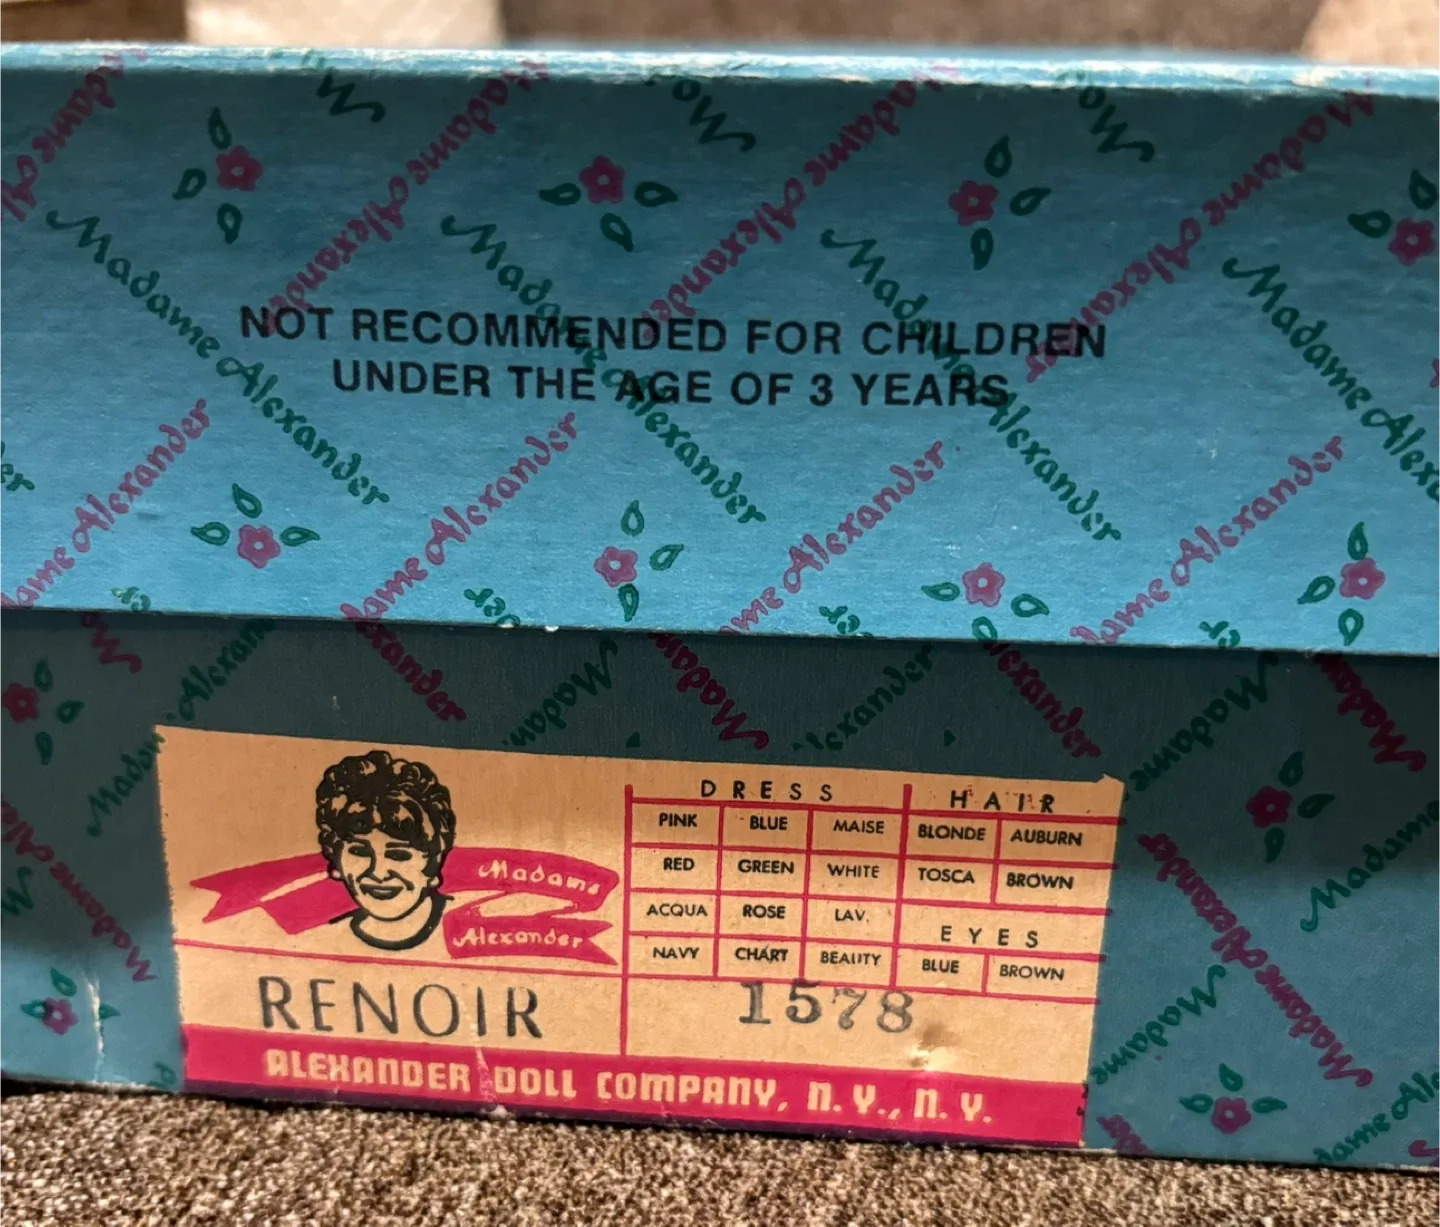 NOT RECOMMENDED FOR CHILDREN
UNDER THE AGE OF 3 YEARS
Madame Alexander
Madame Alexander
DRESS HAIR
PINK BLUE MAISE BLONDE AUBURN
RED GREEN WHITE TOSCA BROWN
ACQUA ROSE LAV. EYES
NAVY CHART BEAUTY BLUE BROWN
RENOIR 1578
ALEXANDER DOLL COMPANY, N.Y., N.Y.